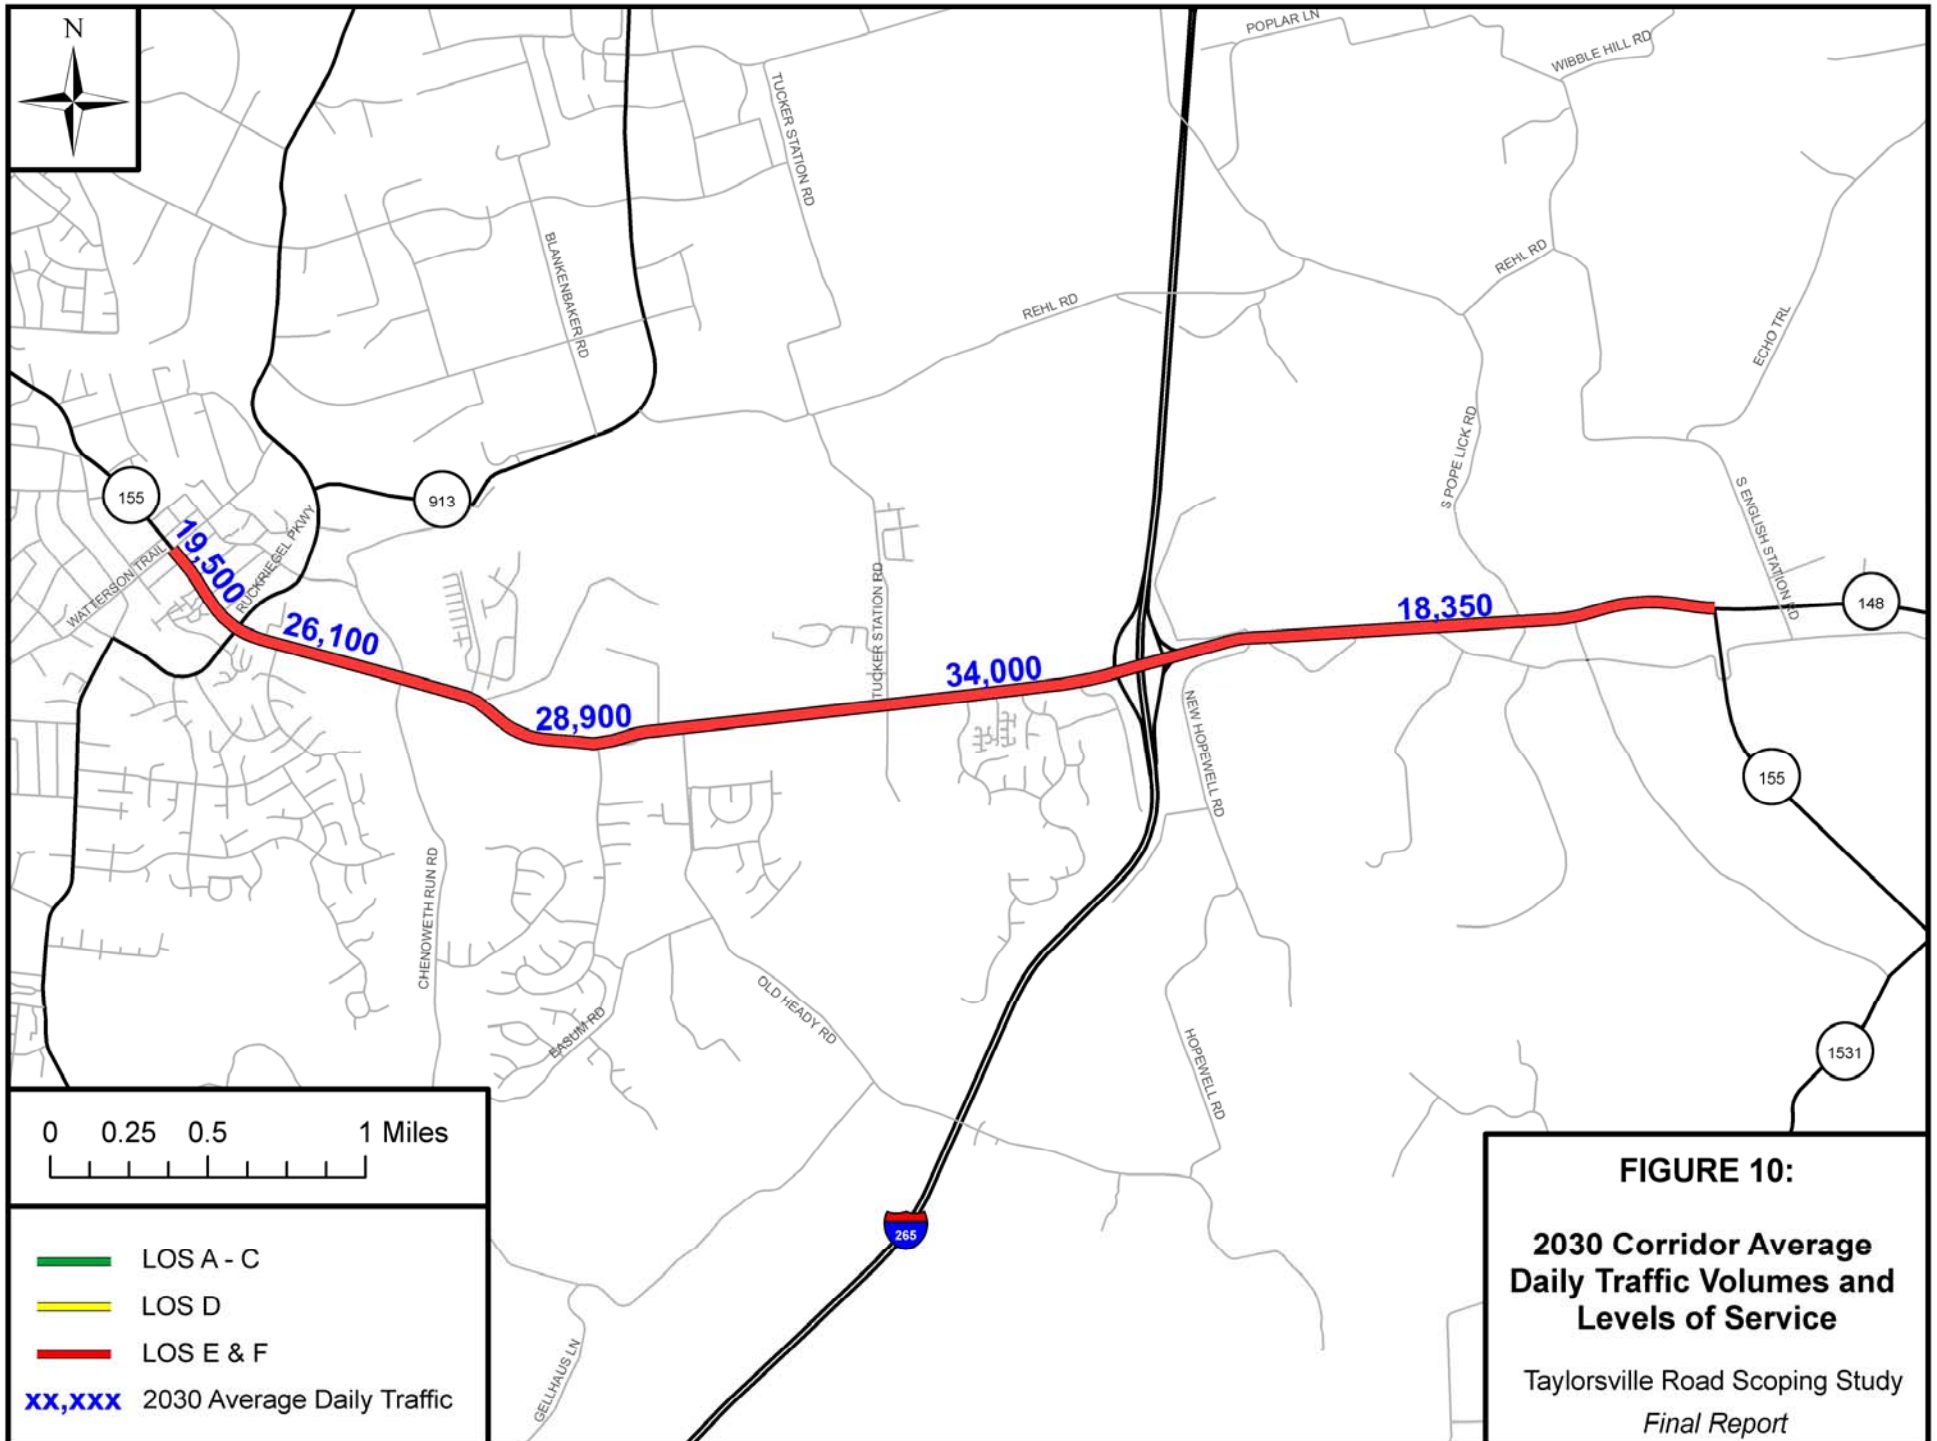 N
POPLAR LN
WIBBLE HILL RD
TUCKER STATION RD
BLANKENBAKER RD
REHL RD
REHL RD
ECHO TRL
S POPE LICK RD
S ENGLISH STATION RD
155
913
WATTERSON TRAIL
RUCKRIEGEL PKWY
19,500
26,100
28,900
34,000
18,350
TUCKER STATION RD
148
155
NEW HOPEWELL RD
CHENOWETH RUN RD
EASUM RD
OLD HEADY RD
HOPEWELL RD
1531
265
GELLHAUS LN
0 0.25 0.5 1 Miles
LOS A - C
LOS D
LOS E & F
xx,xxx 2030 Average Daily Traffic
FIGURE 10:
2030 Corridor Average
Daily Traffic Volumes and
Levels of Service
Taylorsville Road Scoping Study
Final Report